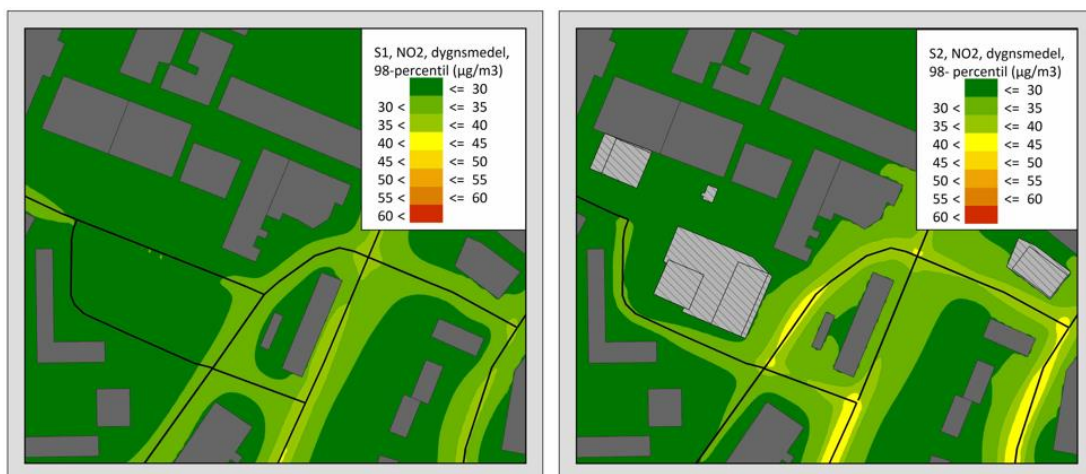 S1, NO2, dygnsmedel,
98-percentil (µg/m3)
<= 30
30 < <= 35
35 < <= 40
40 < <= 45
45 < <= 50
50 < <= 55
55 < <= 60
60 <
S2, NO2, dygnsmedel,
98- percentil (µg/m3)
<= 30
30 < <= 35
35 < <= 40
40 < <= 45
45 < <= 50
50 < <= 55
55 < <= 60
60 <